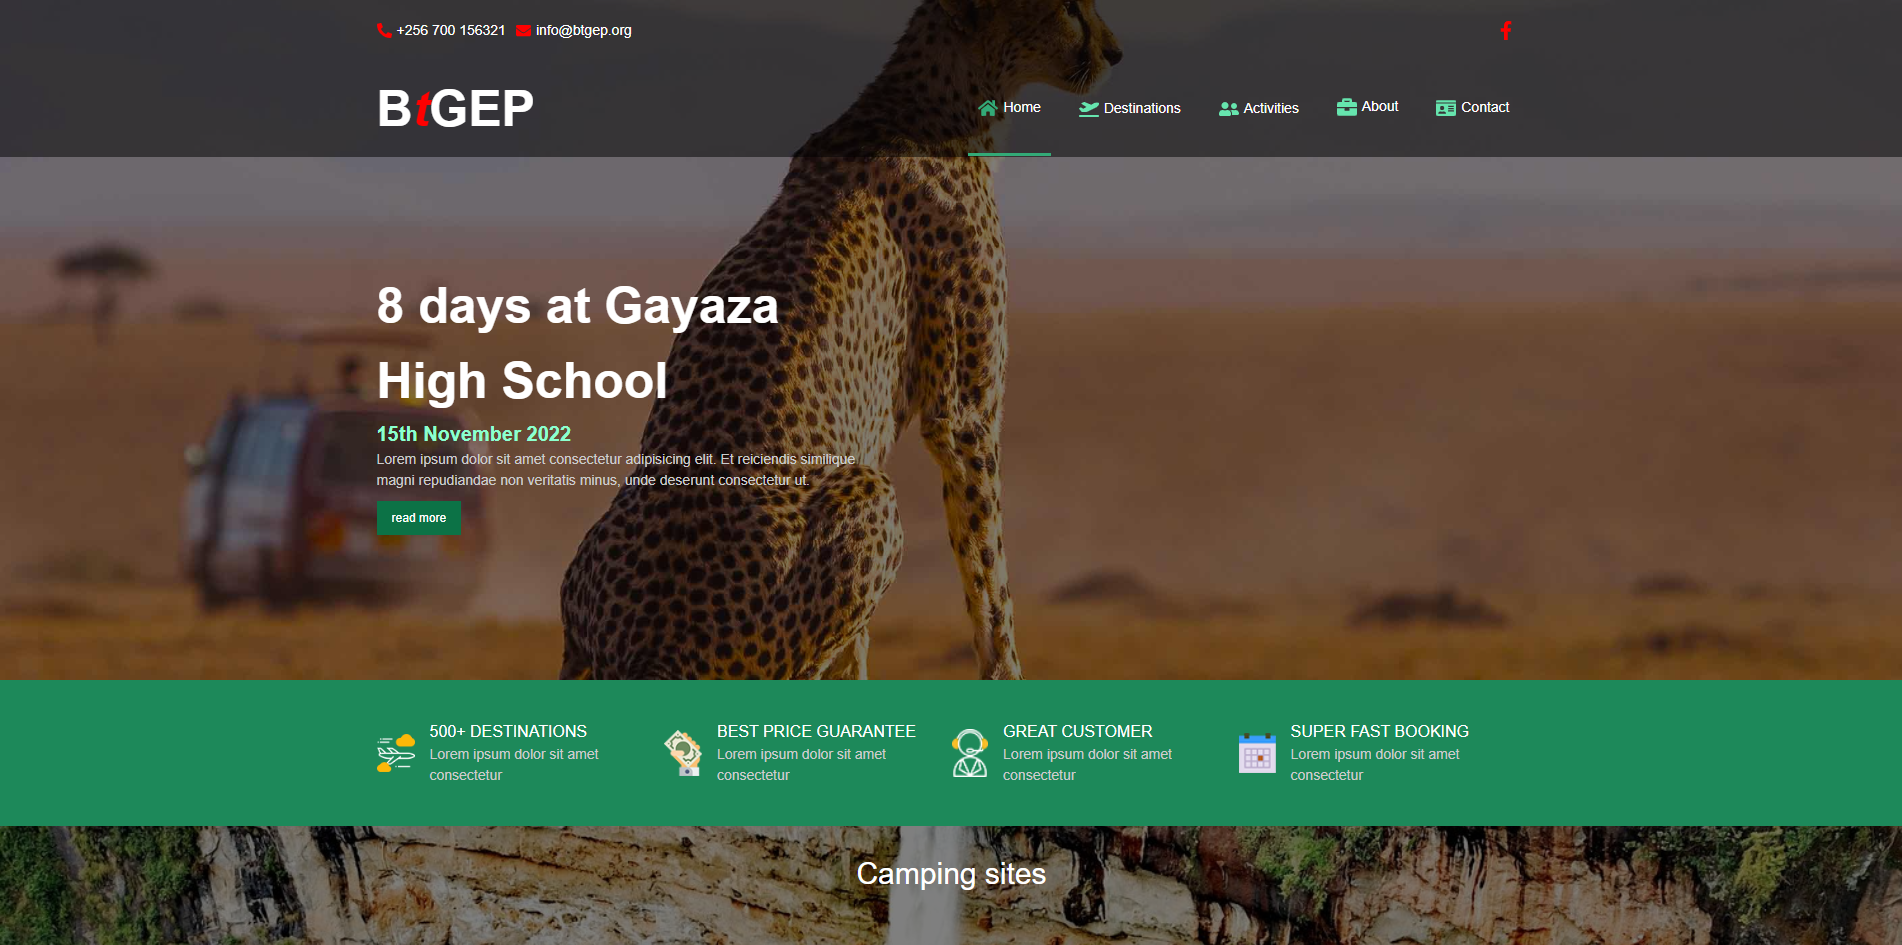 +256 700 156321 info@btgep.org
BtGEP
Home Destinations Activities About Contact
8 days at Gayaza
High School
15th November 2022
Lorem ipsum dolor sit amet consectetur adipisicing elit. Et reiciendis similique
magni repudiandae non veritatis minus, unde deserunt consectetur ut.
read more
500+ DESTINATIONS
Lorem ipsum dolor sit amet
consectetur
BEST PRICE GUARANTEE
Lorem ipsum dolor sit amet
consectetur
GREAT CUSTOMER
Lorem ipsum dolor sit amet
consectetur
SUPER FAST BOOKING
Lorem ipsum dolor sit amet
consectetur
Camping sites